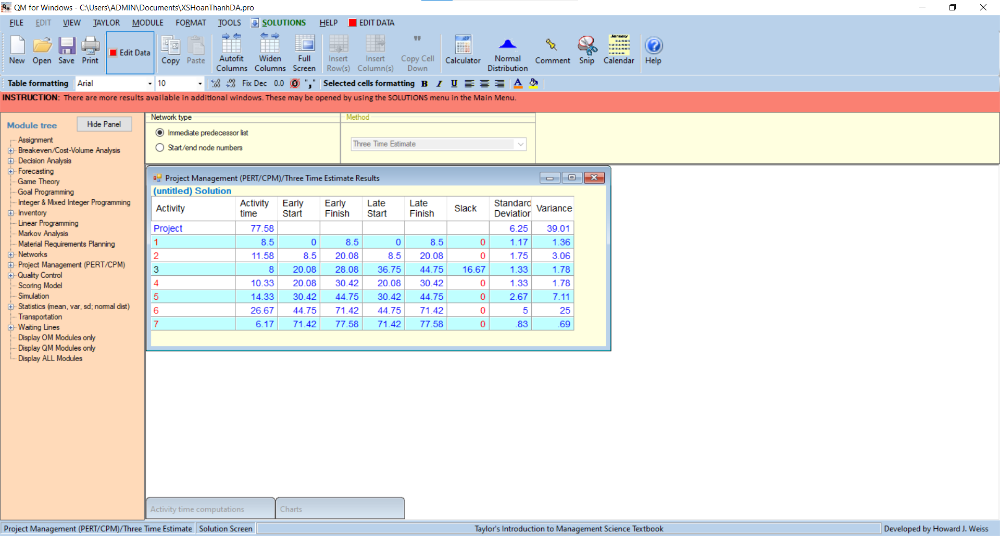 QM for Windows - C:\Users\ADMIN\Documents\XSHoanThanhDA.pro
FILE EDIT VIEW TAYLOR MODULE FORMAT TOOLS SOLUTIONS HELP EDIT DATA
New Open Save Print Edit Data Copy Paste Autofit Columns Widen Columns Full Screen Insert Row(s) Insert Column(s) Copy Cell Down Calculator Normal Distribution Comment Snip Calendar Help
Table formatting Arial 10 Fix Dec 0.0 Selected cells formatting B I U A
INSTRUCTION: There are more results available in additional windows. These may be opened by using the SOLUTIONS menu in the Main Menu.
Module tree
Hide Panel
Assignment
Breakeven/Cost-Volume Analysis
Decision Analysis
Forecasting
Game Theory
Goal Programming
Integer & Mixed Integer Programming
Inventory
Linear Programming
Markov Analysis
Material Requirements Planning
Networks
Project Management (PERT/CPM)
Quality Control
Scoring Model
Simulation
Statistics (mean, var, sd; normal dist)
Transportation
Waiting Lines
Display OM Modules only
Display QM Modules only
Display ALL Modules
Network type
Immediate predecessor list
Start/end node numbers
Method
Three Time Estimate
Project Management (PERT/CPM)/Three Time Estimate Results
(untitled) Solution
Activity Activity time Early Start Early Finish Late Start Late Finish Slack Standard Deviation Variance
Project 77.58 6.25 39.01
1 8.5 0 8.5 0 8.5 0 1.17 1.36
2 11.58 8.5 20.08 8.5 20.08 0 1.75 3.06
3 8 20.08 28.08 36.75 44.75 16.67 1.33 1.78
4 10.33 20.08 30.42 20.08 30.42 0 1.33 1.78
5 14.33 30.42 44.75 30.42 44.75 0 2.67 7.11
6 26.67 44.75 71.42 44.75 71.42 0 5 25
7 6.17 71.42 77.58 71.42 77.58 0 .83 .69
Activity time computations
Charts
Project Management (PERT/CPM)/Three Time Estimate Solution Screen Taylor's Introduction to Management Science Textbook Developed by Howard J. Weiss